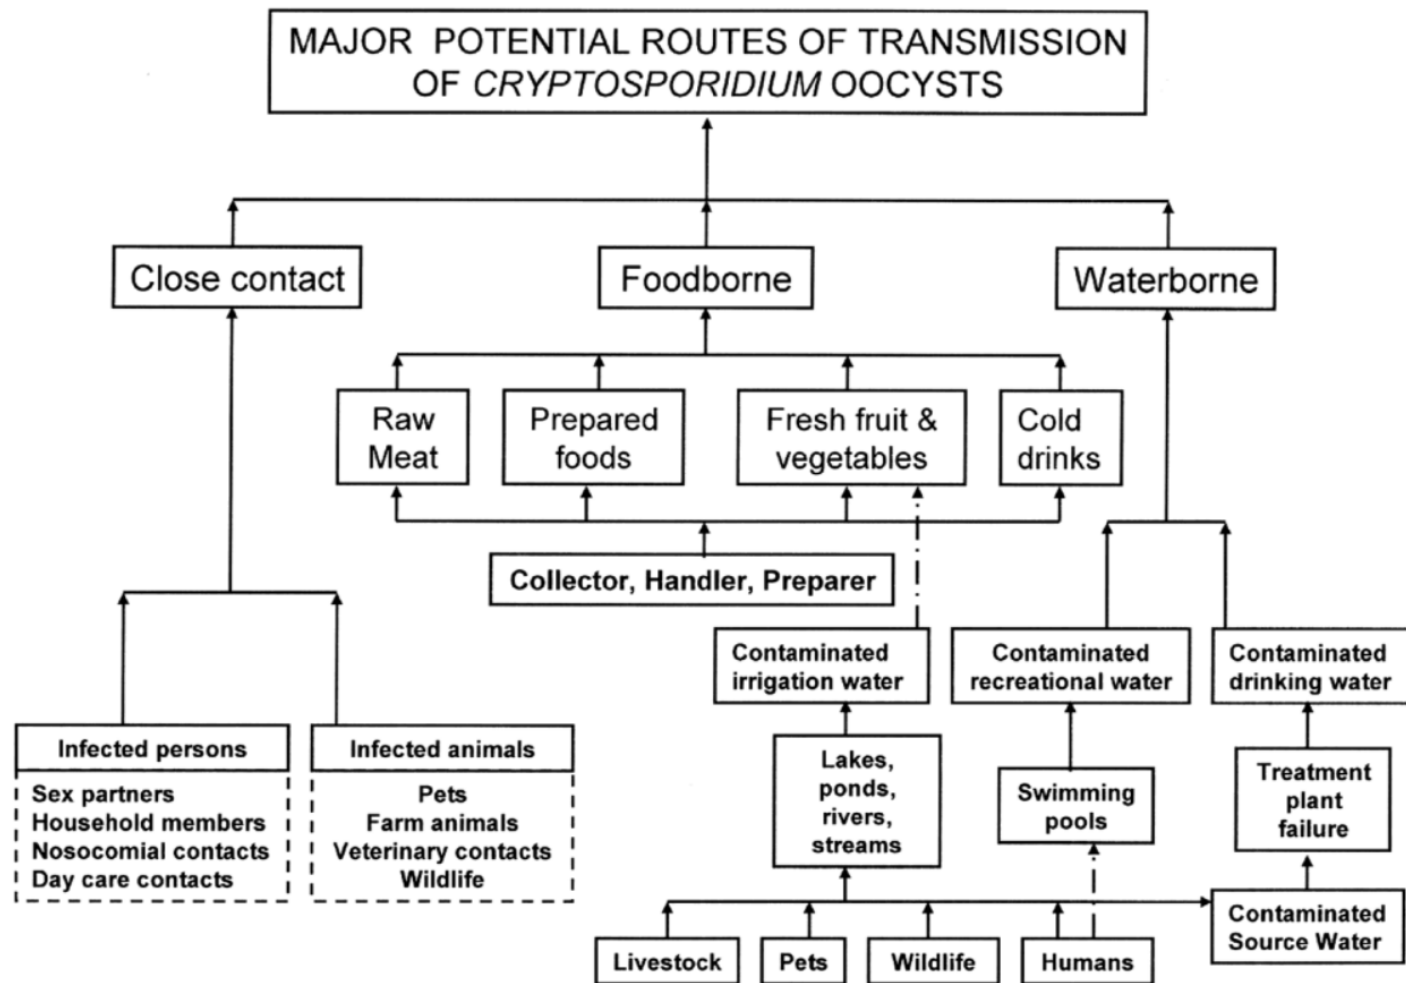 MAJOR POTENTIAL ROUTES OF TRANSMISSION
OF CRYPTOSPORIDIUM OOCYSTS
Close contact
Foodborne
Waterborne
Raw
Meat
Prepared
foods
Fresh fruit &
vegetables
Cold
drinks
Collector, Handler, Preparer
Contaminated
irrigation water
Contaminated
recreational water
Contaminated
drinking water
Infected persons
Sex partners
Household members
Nosocomial contacts
Day care contacts
Infected animals
Pets
Farm animals
Veterinary contacts
Wildlife
Lakes,
ponds,
rivers,
streams
Swimming
pools
Treatment
plant
failure
Contaminated
Source Water
Livestock
Pets
Wildlife
Humans